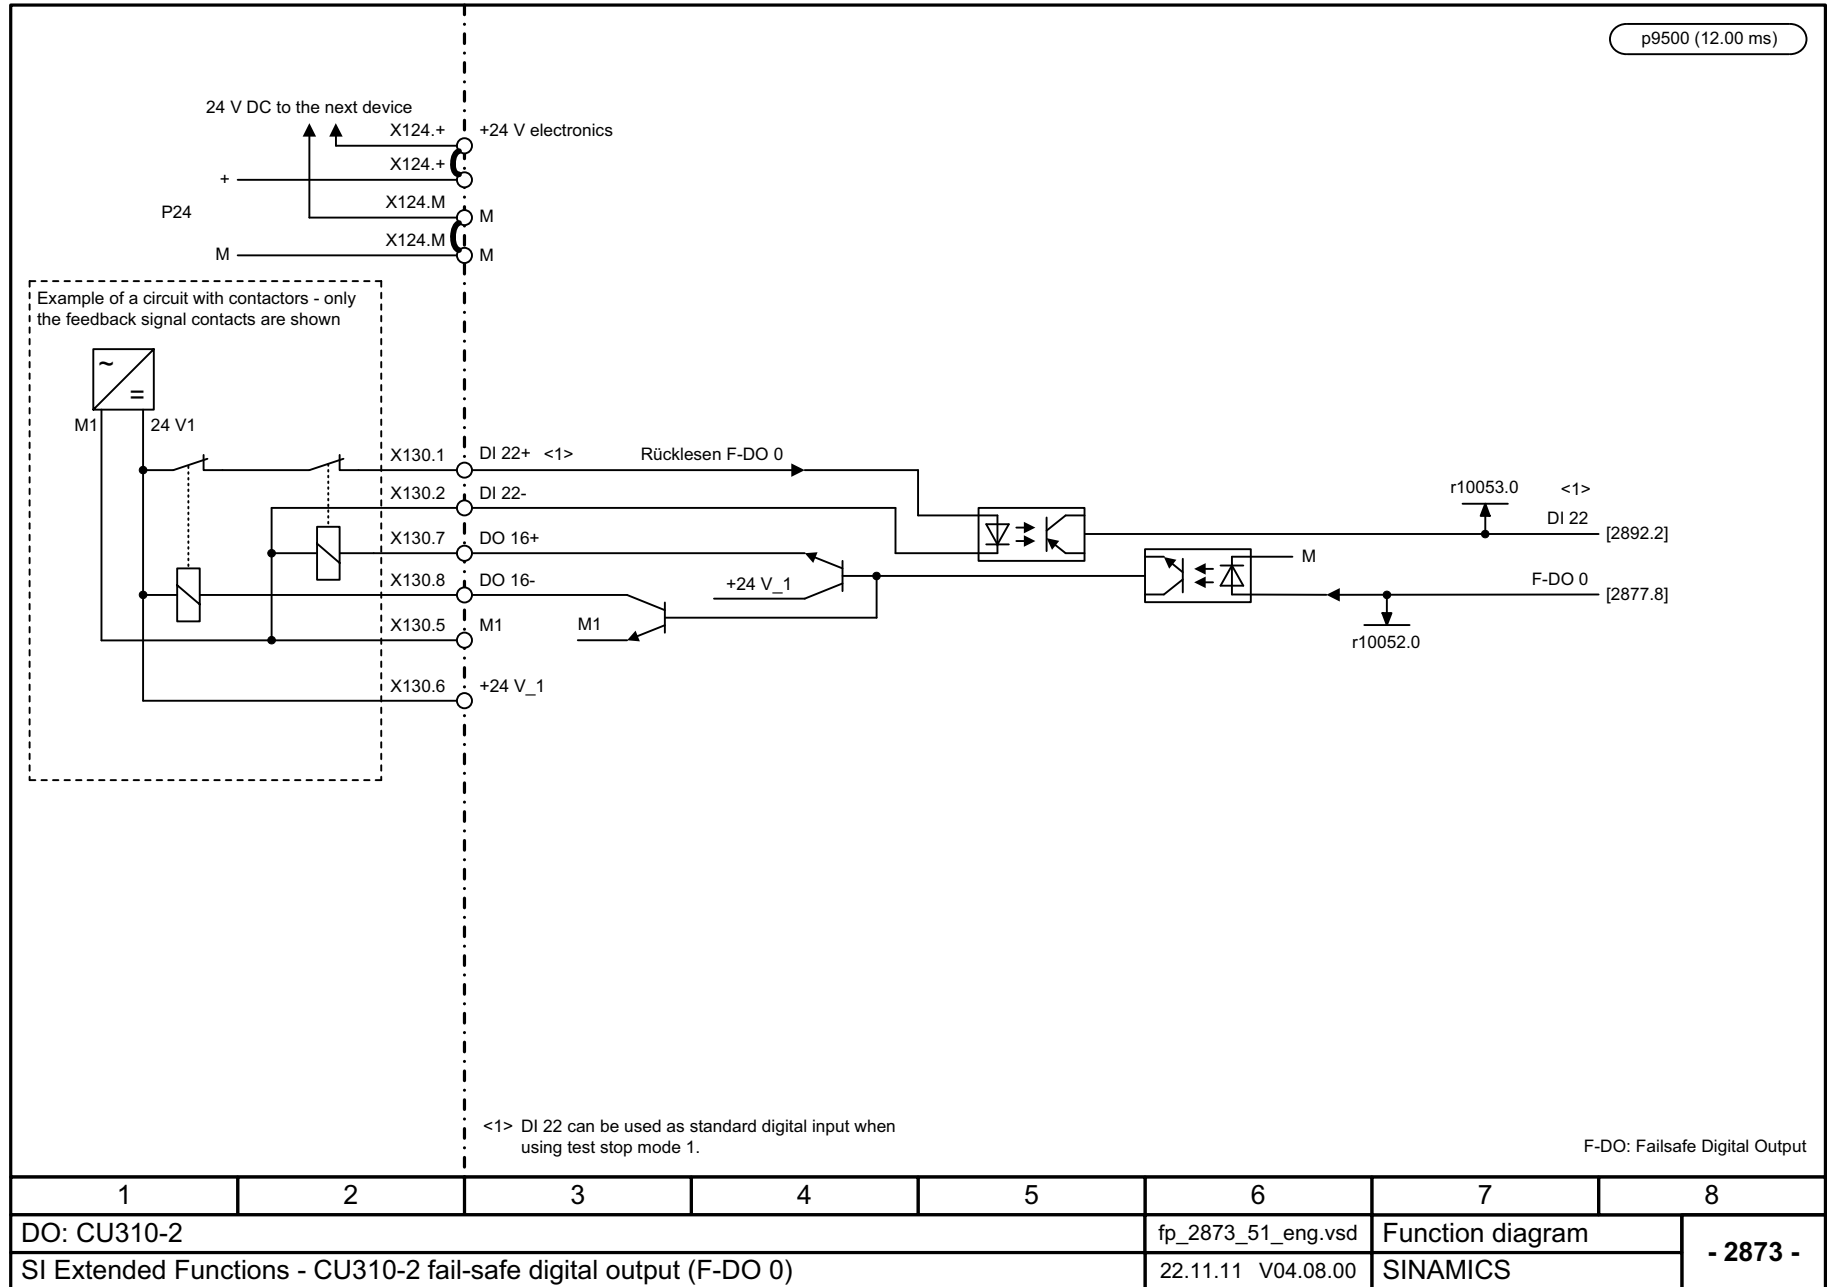 p9500 (12.00 ms)
24 V DC to the next device
X124.+
+24 V electronics
X124.+
+
X124.M
M
P24
X124.M
M
M
Example of a circuit with contactors - only
the feedback signal contacts are shown
~
=
M1
24 V1
X130.1
DI 22+ <1>
Rücklesen F-DO 0
X130.2
DI 22-
r10053.0
<1>
DI 22
[2892.2]
X130.7
DO 16+
M
+24 V_1
F-DO 0
[2877.8]
X130.8
DO 16-
X130.5
M1
M1
r10052.0
X130.6
+24 V_1
<1> DI 22 can be used as standard digital input when
using test stop mode 1.
F-DO: Failsafe Digital Output
1 2 3 4 5 6 7 8
DO: CU310-2
fp_2873_51_eng.vsd
Function diagram
- 2873 -
SI Extended Functions - CU310-2 fail-safe digital output (F-DO 0)
22.11.11 V04.08.00
SINAMICS